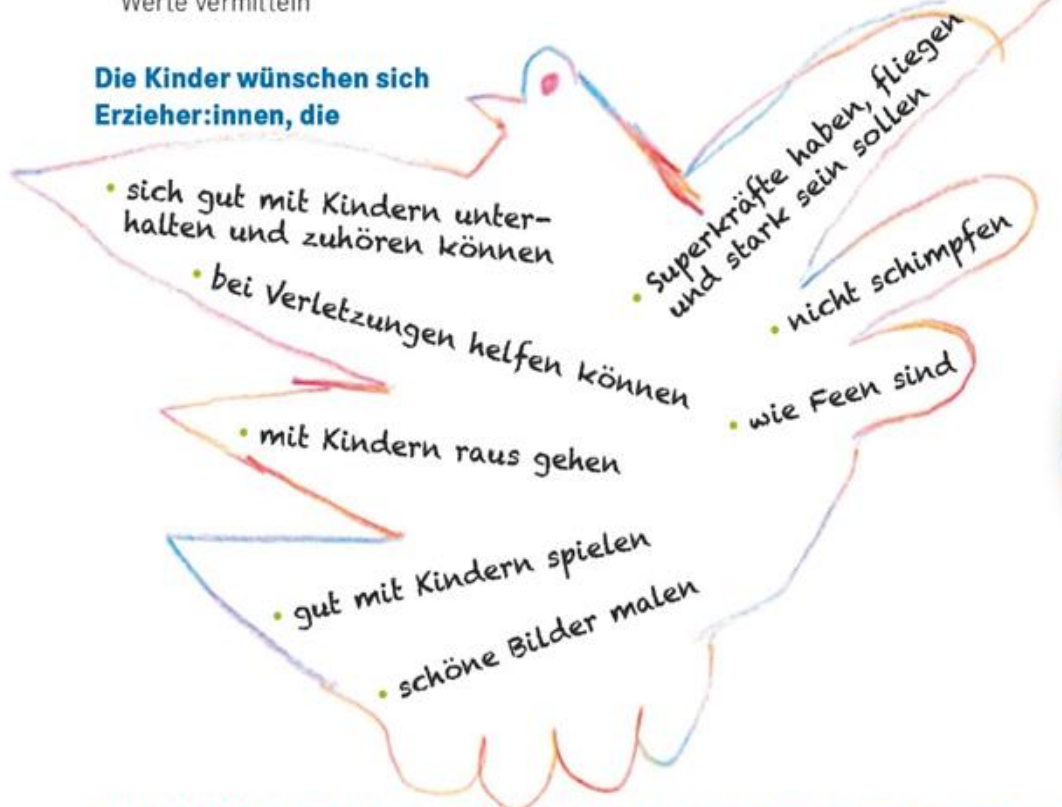 Werte vermitteln
Die Kinder wünschen sich
Erzieher:innen, die
• sich gut mit Kindern unter-
halten und zuhören können
• bei Verletzungen helfen können
• mit Kindern raus gehen
• gut mit Kindern spielen
• schöne Bilder malen
• Superkräfte haben, fliegen
und stark sein sollen
• nicht schimpfen
• wie Feen sind